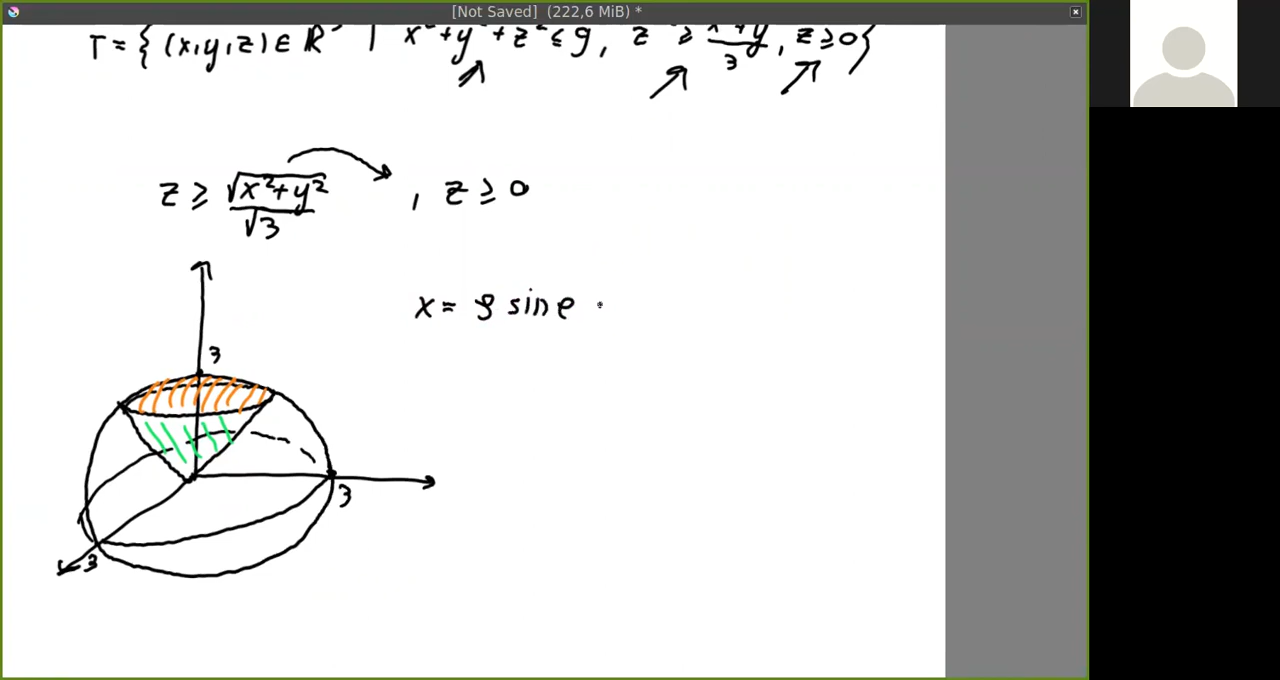 [Not Saved] (222,6 MiB) *
T = { (x,y,z) ∈ ℝ³ | x²+y²+z² ≤ 9, z² ≥ x²+y²/3, z ≥ 0 }
z ≥ √x²+y²/√3 , z ≥ 0
x = ρ sin ϱ ·
3
3
3